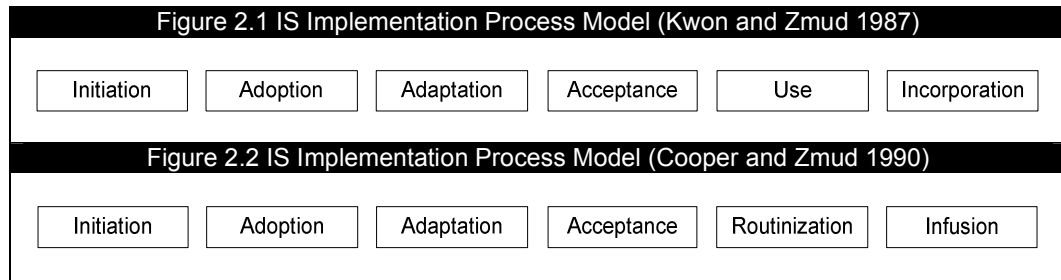 Figure 2.1 IS Implementation Process Model (Kwon and Zmud 1987)
Initiation Adoption Adaptation Acceptance Use Incorporation
Figure 2.2 IS Implementation Process Model (Cooper and Zmud 1990)
Initiation Adoption Adaptation Acceptance Routinization Infusion